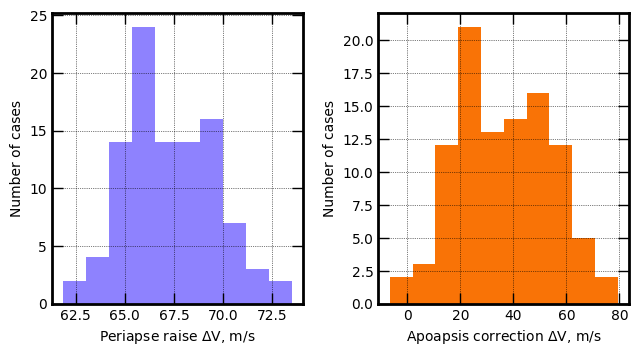 25
20
15
10
5
0
Number of cases
62.5 65.0 67.5 70.0 72.5
Periapse raise ΔV, m/s
20.0
17.5
15.0
12.5
10.0
7.5
5.0
2.5
0.0
Number of cases
0 20 40 60 80
Apoapsis correction ΔV, m/s